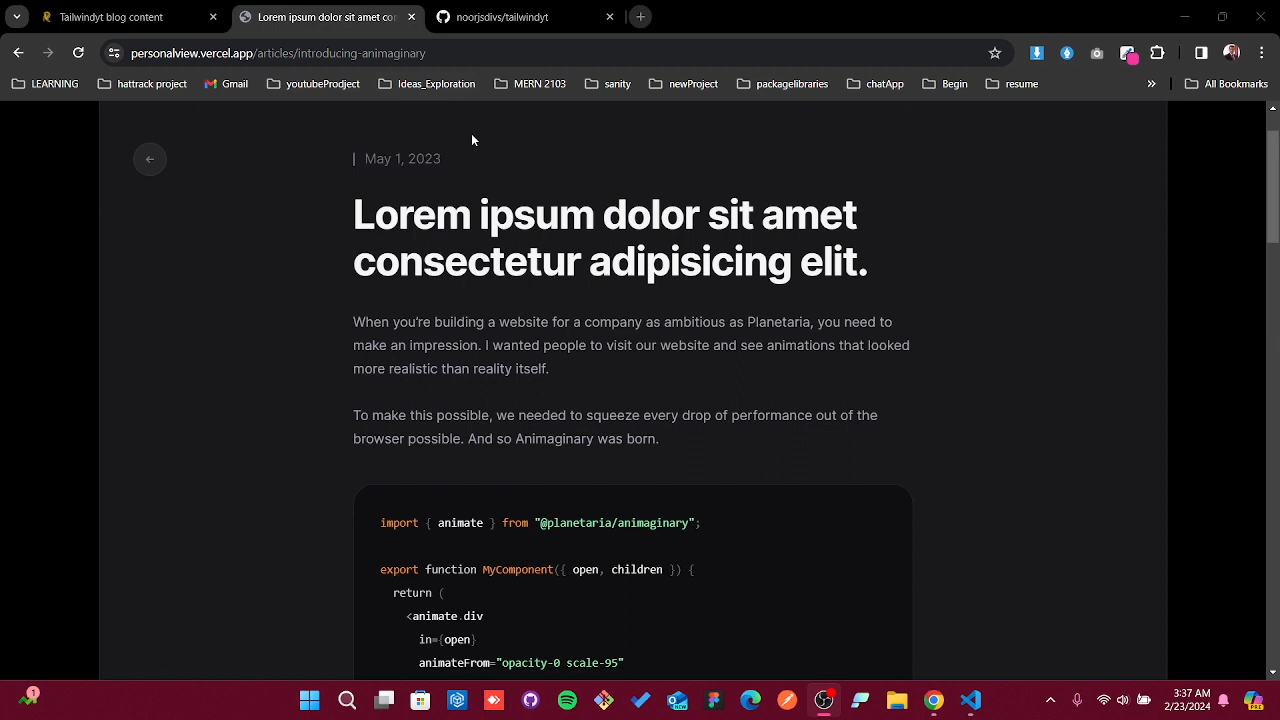 Tailwindyt blog content
Lorem ipsum dolor sit amet con
noorjsdivs/tailwindyt
personalview.vercel.app/articles/introducing-animaginary
LEARNING
hattrack project
Gmail
youtubeProdject
Ideas_Exploration
MERN 2103
sanity
newProject
packagelibraries
chatApp
Begin
resume
All Bookmarks
May 1, 2023
Lorem ipsum dolor sit amet
consectetur adipisicing elit.
When you're building a website for a company as ambitious as Planetaria, you need to
make an impression. I wanted people to visit our website and see animations that looked
more realistic than reality itself.
To make this possible, we needed to squeeze every drop of performance out of the
browser possible. And so Animaginary was born.
import { animate } from "@planetaria/animaginary";
export function MyComponent({ open, children }) {
return (
<animate.div
in={open}
animateFrom="opacity-0 scale-95"
1
NEW
3:37 AM
2/23/2024
PRE